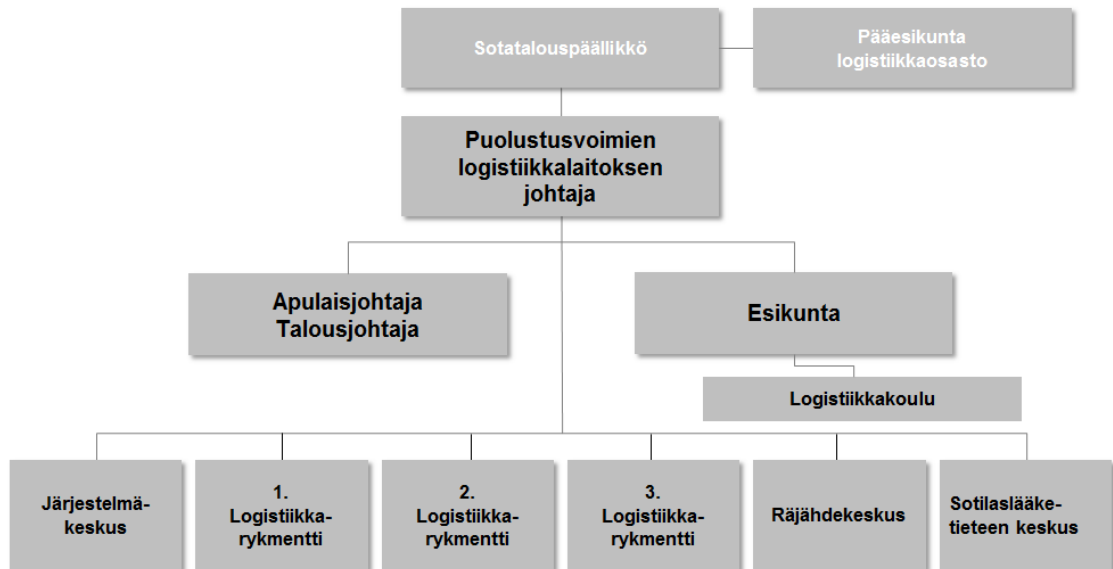 Sotatalouspäällikkö
Pääesikunta
logistiikkaosasto
Puolustusvoimien
logistiikkalaitoksen
johtaja
Apulaisjohtaja
Talousjohtaja
Esikunta
Logistiikkakoulu
Järjestelmä-
keskus
1.
Logistiikka-
rykmentti
2.
Logistiikka-
rykmentti
3.
Logistiikka-
rykmentti
Räjähdekeskus
Sotilaslääke-
tieteen keskus